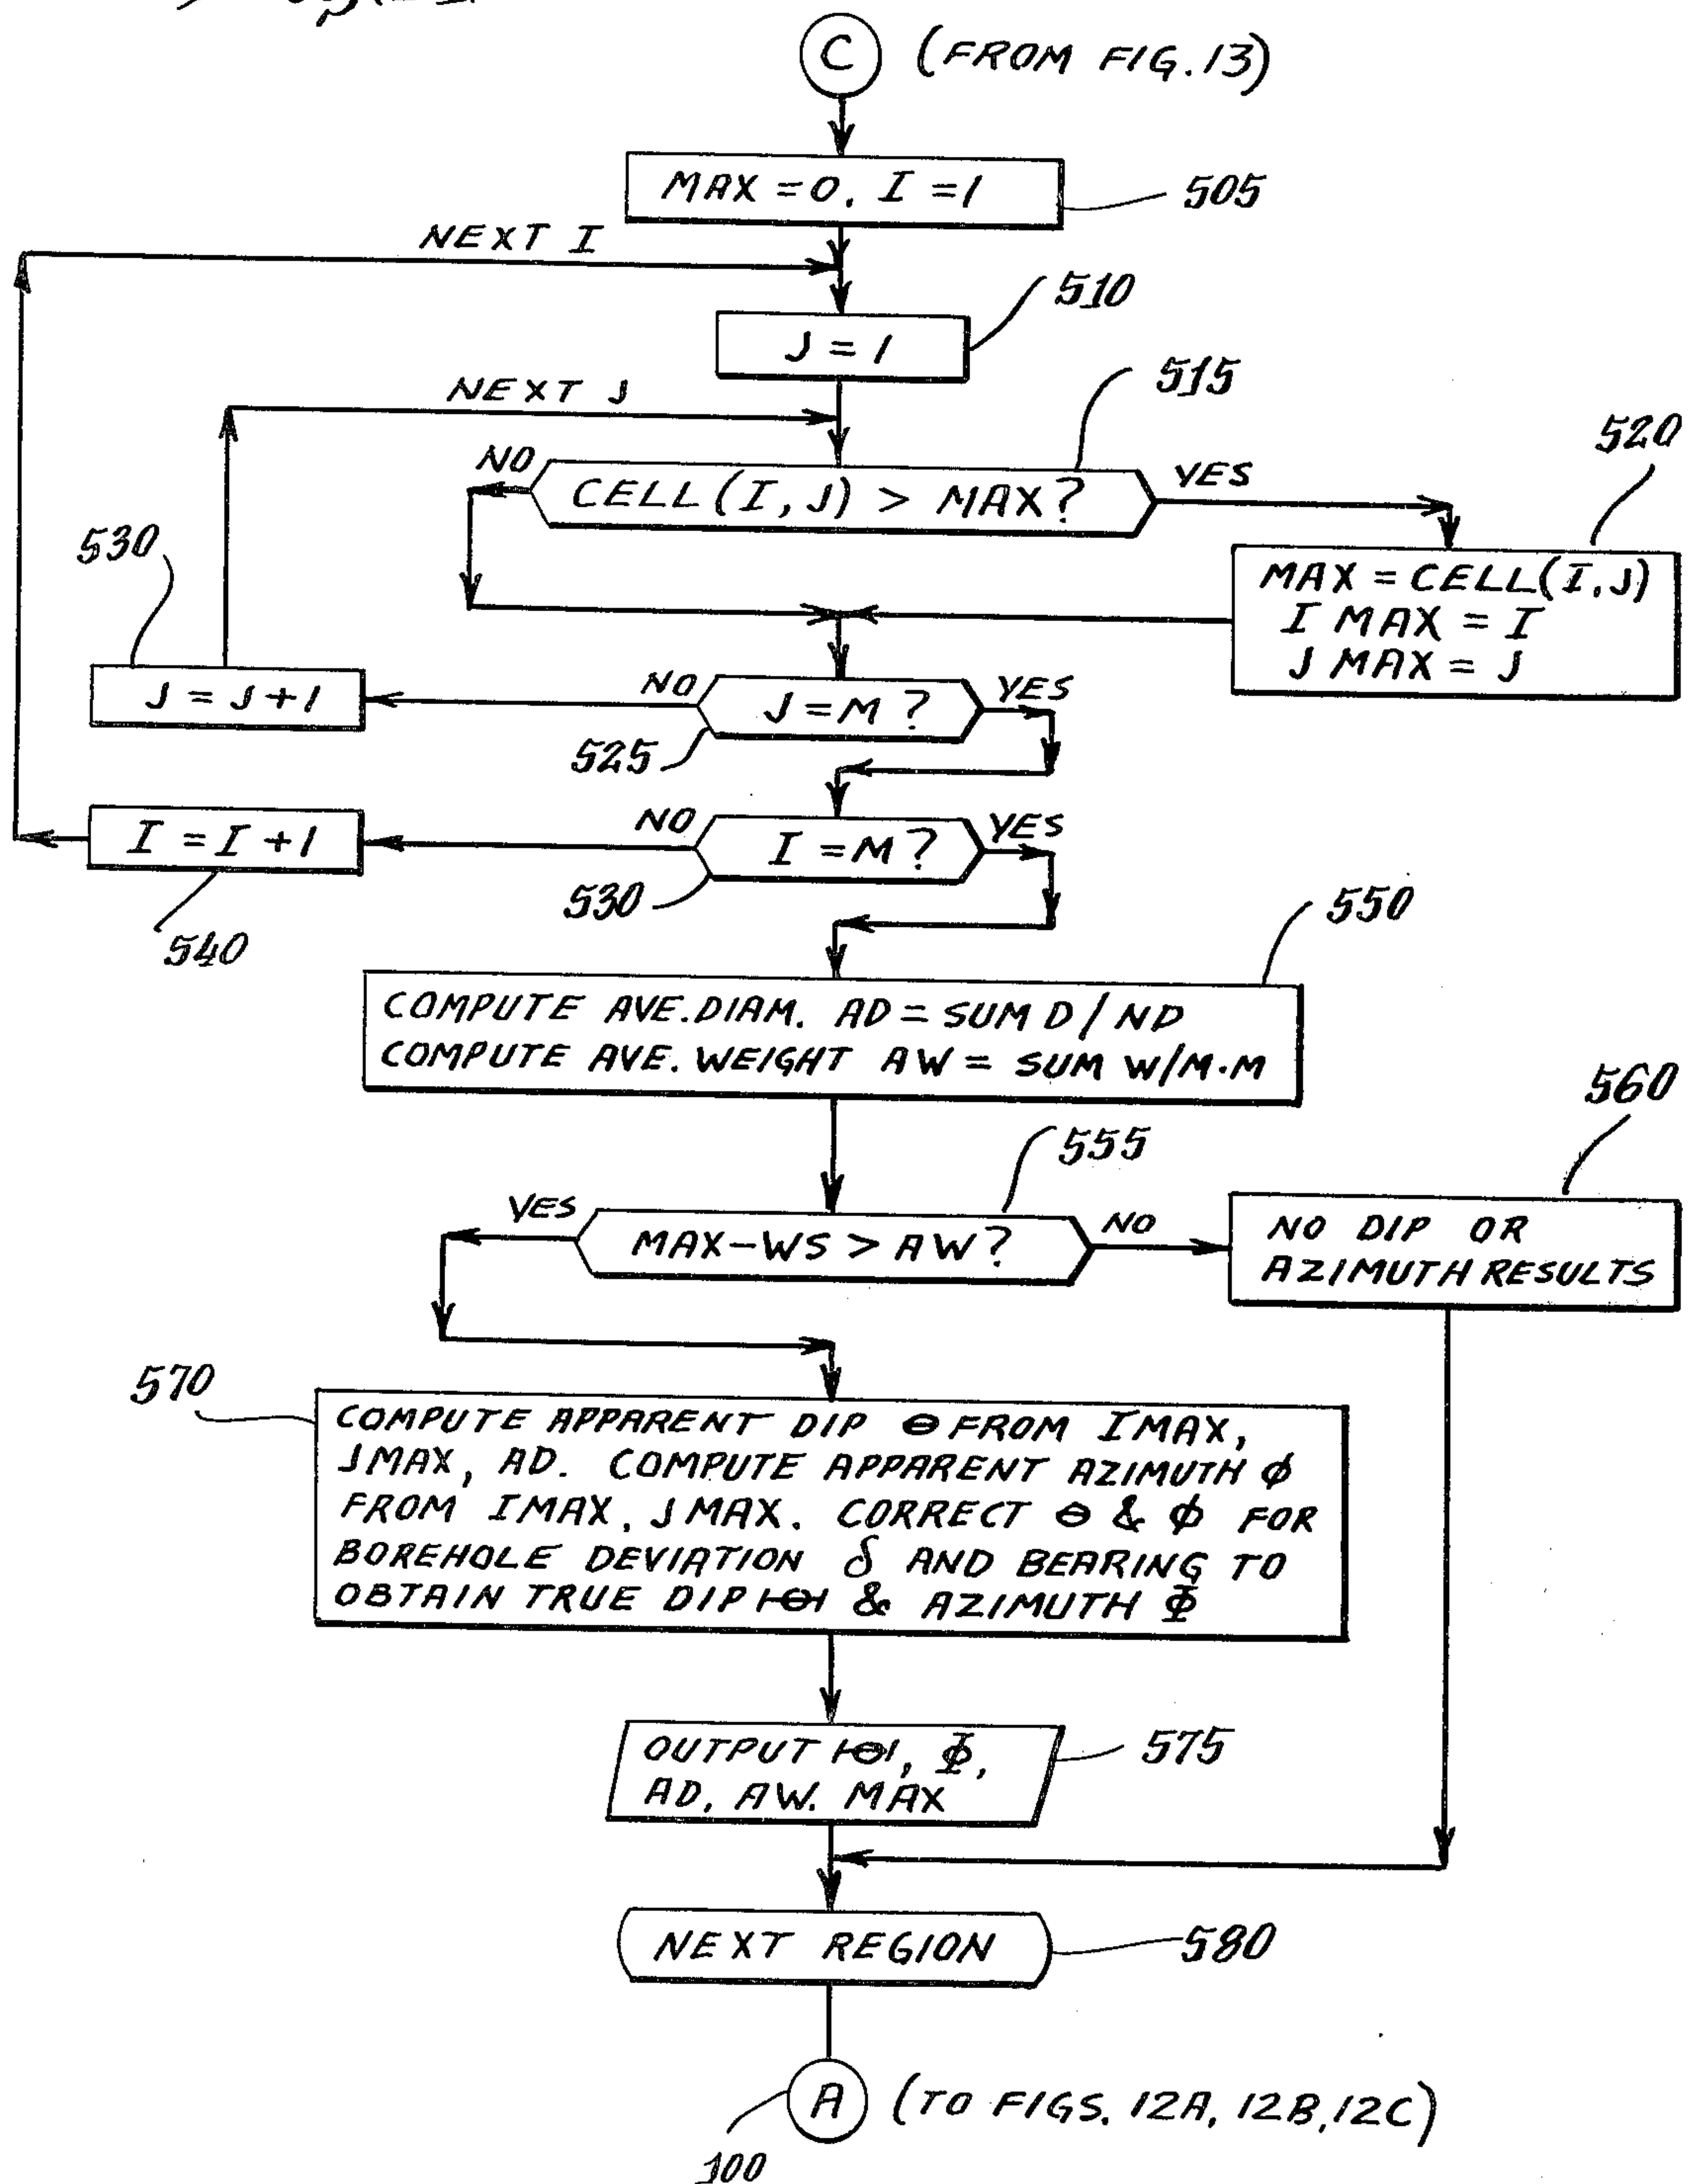 C (FROM FIG. 13)
MAX = 0, I = 1
505
NEXT I
510
J = 1
515
NEXT J
520
NO
YES
CELL (I, J) > MAX?
530
MAX = CELL(I, J)
I MAX = I
J MAX = J
J = J + 1
NO
J = M ?
YES
525
I = I + 1
NO
I = M ?
YES
530
540
550
COMPUTE AVE. DIAM. AD = SUM D / ND
COMPUTE AVE. WEIGHT AW = SUM W/M·M
560
555
YES
MAX-WS > AW ?
NO
NO DIP OR
AZIMUTH RESULTS
570
COMPUTE APPARENT DIP θ FROM IMAX,
JMAX, AD. COMPUTE APPARENT AZIMUTH ϕ
FROM IMAX, JMAX. CORRECT θ & ϕ FOR
BOREHOLE DEVIATION δ AND BEARING TO
OBTAIN TRUE DIP Θ & AZIMUTH Φ
OUTPUT Θ, Φ,
AD, AW. MAX
575
NEXT REGION
580
A (TO FIGS. 12A, 12B, 12C)
100